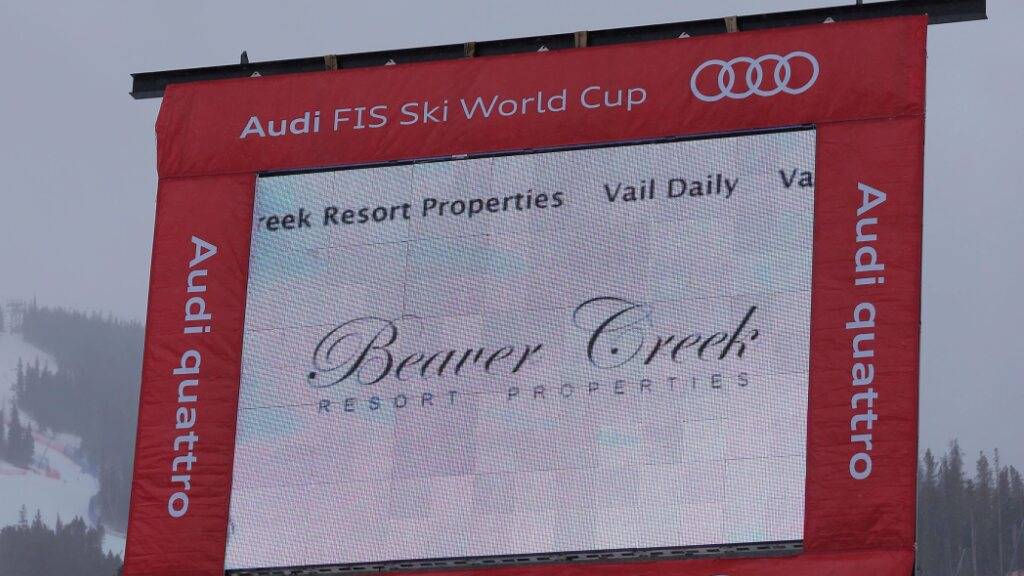 Audi FIS Ski World Cup
reek Resort Properties Vail Daily Va
Beaver Creek
RESORT PROPERTIES
Audi quattro
Audi quattro